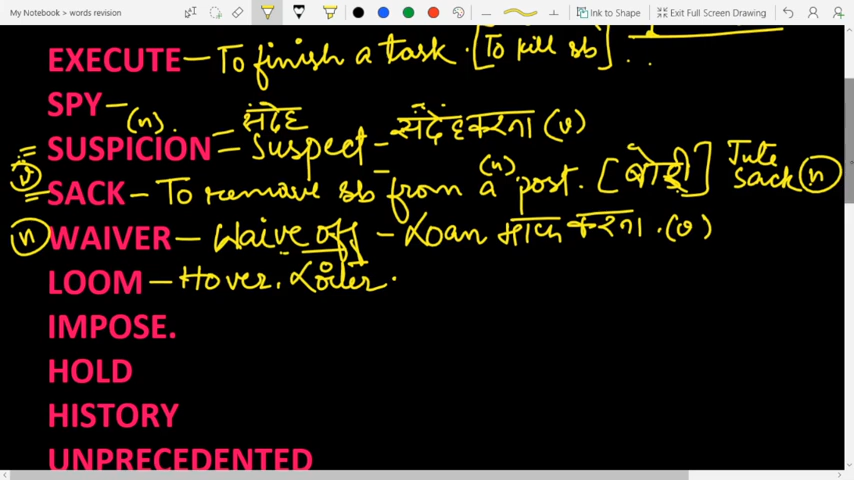 My Notebook > words revision
Ink to Shape
Exit Full Screen Drawing
EXECUTE – To finish a task. [To kill sb] ..
SPY – (n)
संदेह
संदेह करना (v)
SUSPICION = Suspect –
(v) SACK – To remove sb from a post. (n) [बोरी] Jute Sack (n)
(n) WAIVER – Waive off – Loan माफ करना. (v)
LOOM – Hover. Loiter.
IMPOSE.
HOLD
HISTORY
UNPRECEDENTED